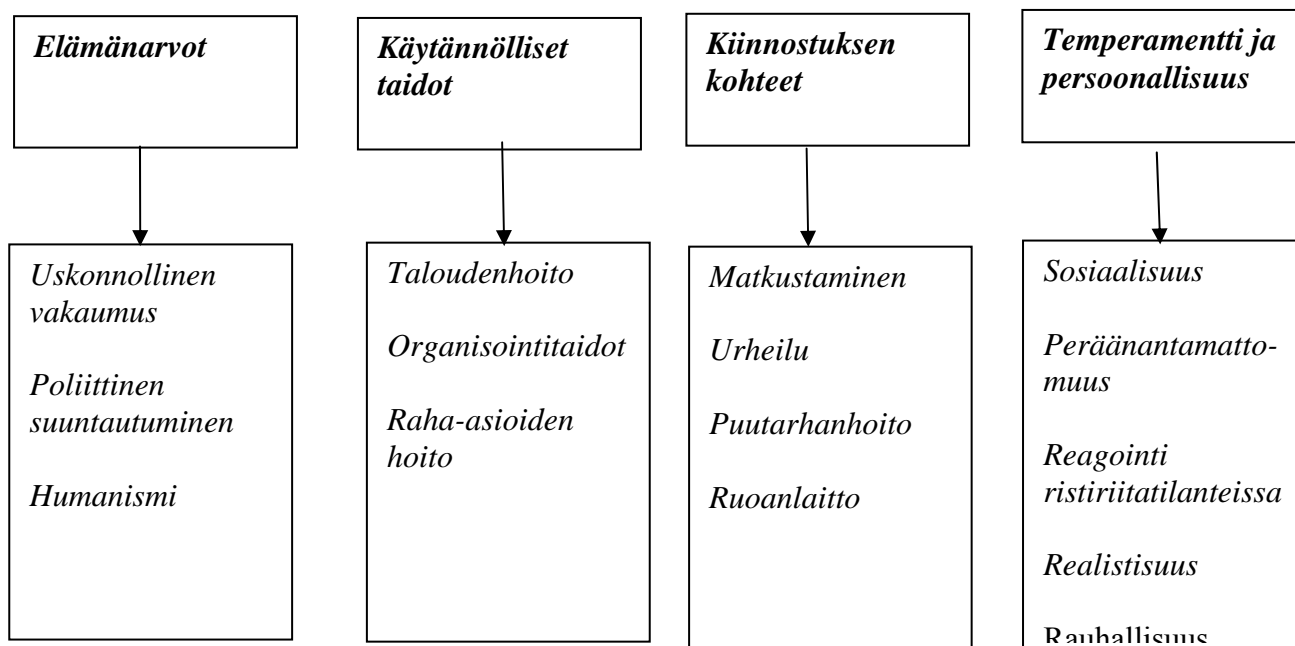 Elämänarvot
Käytännölliset
taidot
Kiinnostuksen
kohteet
Temperamentti ja
persoonallisuus
Uskonnollinen
vakaumus
Poliittinen
suuntautuminen
Humanismi
Taloudenhoito
Organisointitaidot
Raha-asioiden
hoito
Matkustaminen
Urheilu
Puutarhanhoito
Ruoanlaitto
Sosiaalisuus
Peräänantamatto-
muus
Reagointi
ristiriitatilanteissa
Realistisuus
Rauhallisuus